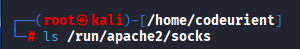 ┌──(root㉿kali)-[/home/codeurient]
└─# ls /run/apache2/socks